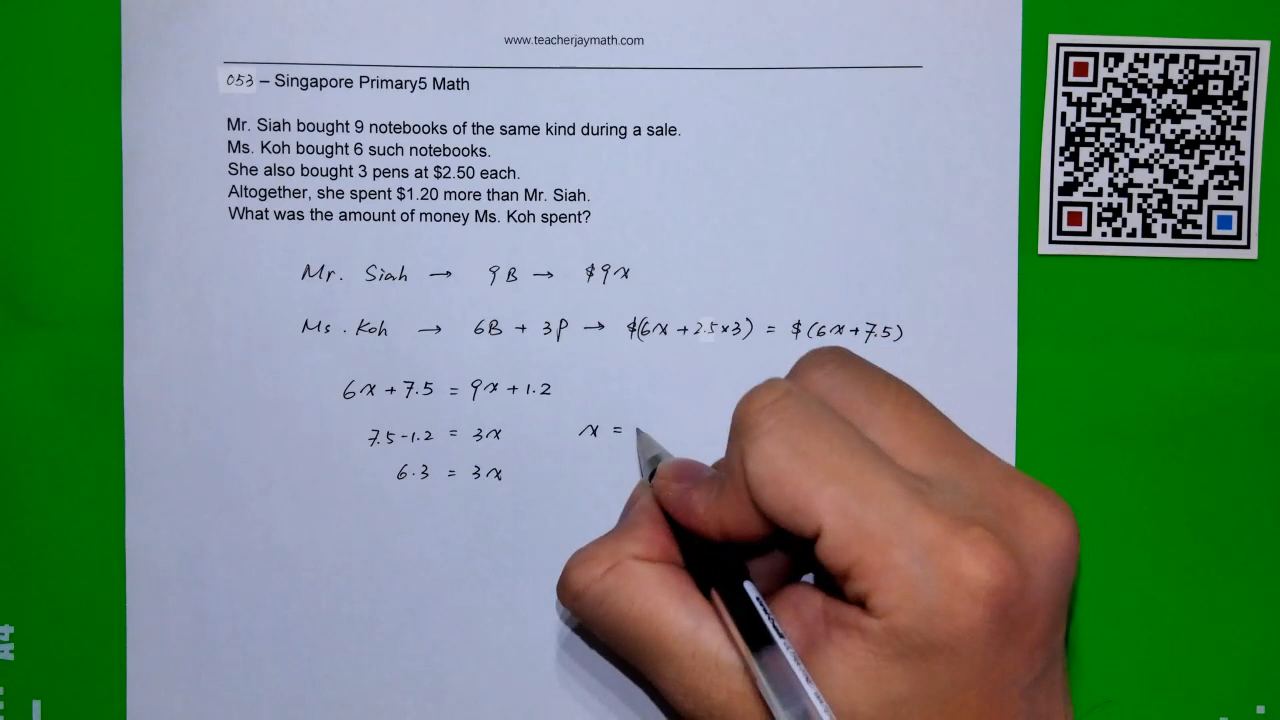 www.teacherjaymath.com
053 – Singapore Primary5 Math
Mr. Siah bought 9 notebooks of the same kind during a sale.
Ms. Koh bought 6 such notebooks.
She also bought 3 pens at $2.50 each.
Altogether, she spent $1.20 more than Mr. Siah.
What was the amount of money Ms. Koh spent?
Mr. Siah → 9B → $9x
Ms. Koh → 6B + 3P → $(6x + 2.5×3) = $(6x+7.5)
6x + 7.5 = 9x + 1.2
7.5-1.2 = 3x
x =
6.3 = 3x
A4